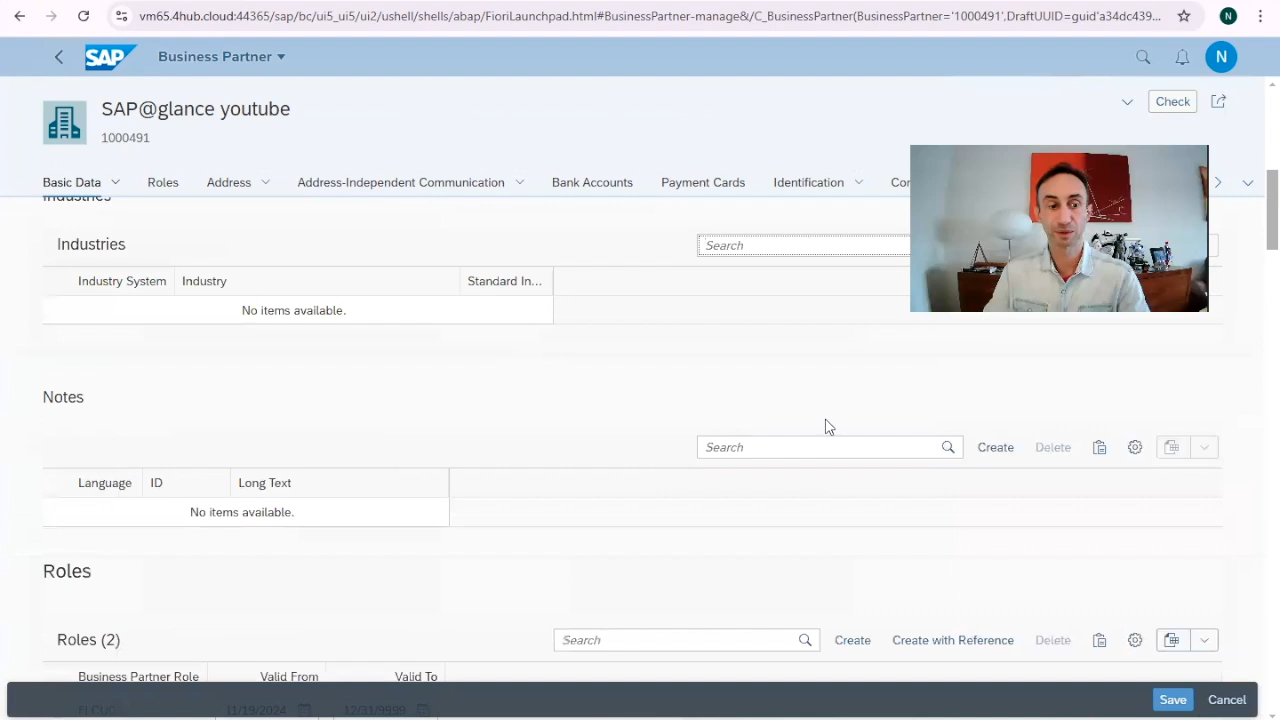 vm65.4hub.cloud:44365/sap/bc/ui5_ui5/ui2/ushell/shells/abap/FioriLaunchpad.html#BusinessPartner-manage&/C_BusinessPartner(BusinessPartner='1000491',DraftUUID=guid'a34dc439...
N
SAP Business Partner
N
SAP@glance youtube
Check
1000491
Basic Data Roles Address Address-Independent Communication Bank Accounts Payment Cards Identification Con
Industries
Industries Search
Industry System Industry Standard In...
No items available.
Notes
Search Create Delete
Language ID Long Text
No items available.
Roles
Roles (2) Search Create Create with Reference Delete
Business Partner Role Valid From Valid To
11/19/2024 12/31/9999
Save Cancel